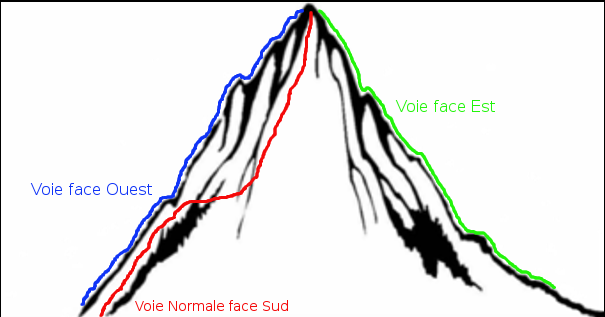 Voie face Est
Voie face Ouest
Voie Normale face Sud